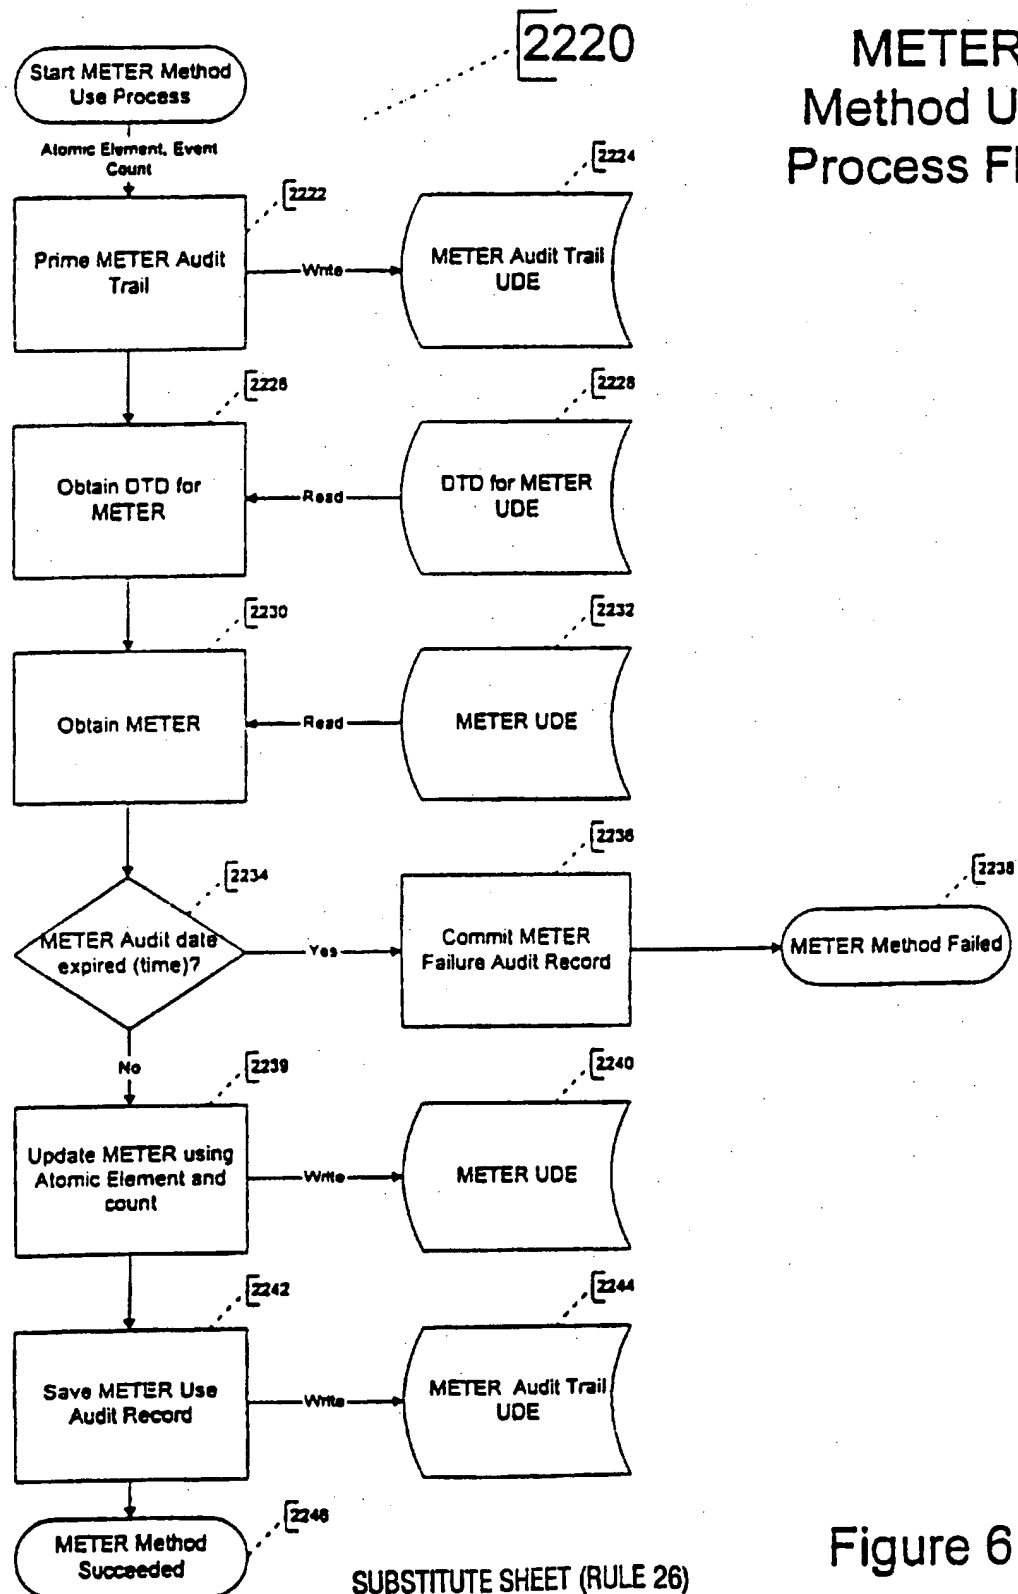 2220
METER
Method U
Process Fl
Start METER Method
Use Process
Atomic Element, Event
Count
2222
2224
Prime METER Audit
Trail
Write
METER Audit Trail
UDE
2226
2228
Obtain DTD for
METER
Read
DTD for METER
UDE
2230
2232
Obtain METER
Read
METER UDE
2234
2236
2238
METER Audit date
expired (time)?
Yes
Commit METER
Failure Audit Record
METER Method Failed
No
2239
2240
Update METER using
Atomic Element and
count
Write
METER UDE
2242
2244
Save METER Use
Audit Record
Write
METER Audit Trail
UDE
2246
METER Method
Succeeded
SUBSTITUTE SHEET (RULE 26)
Figure 6